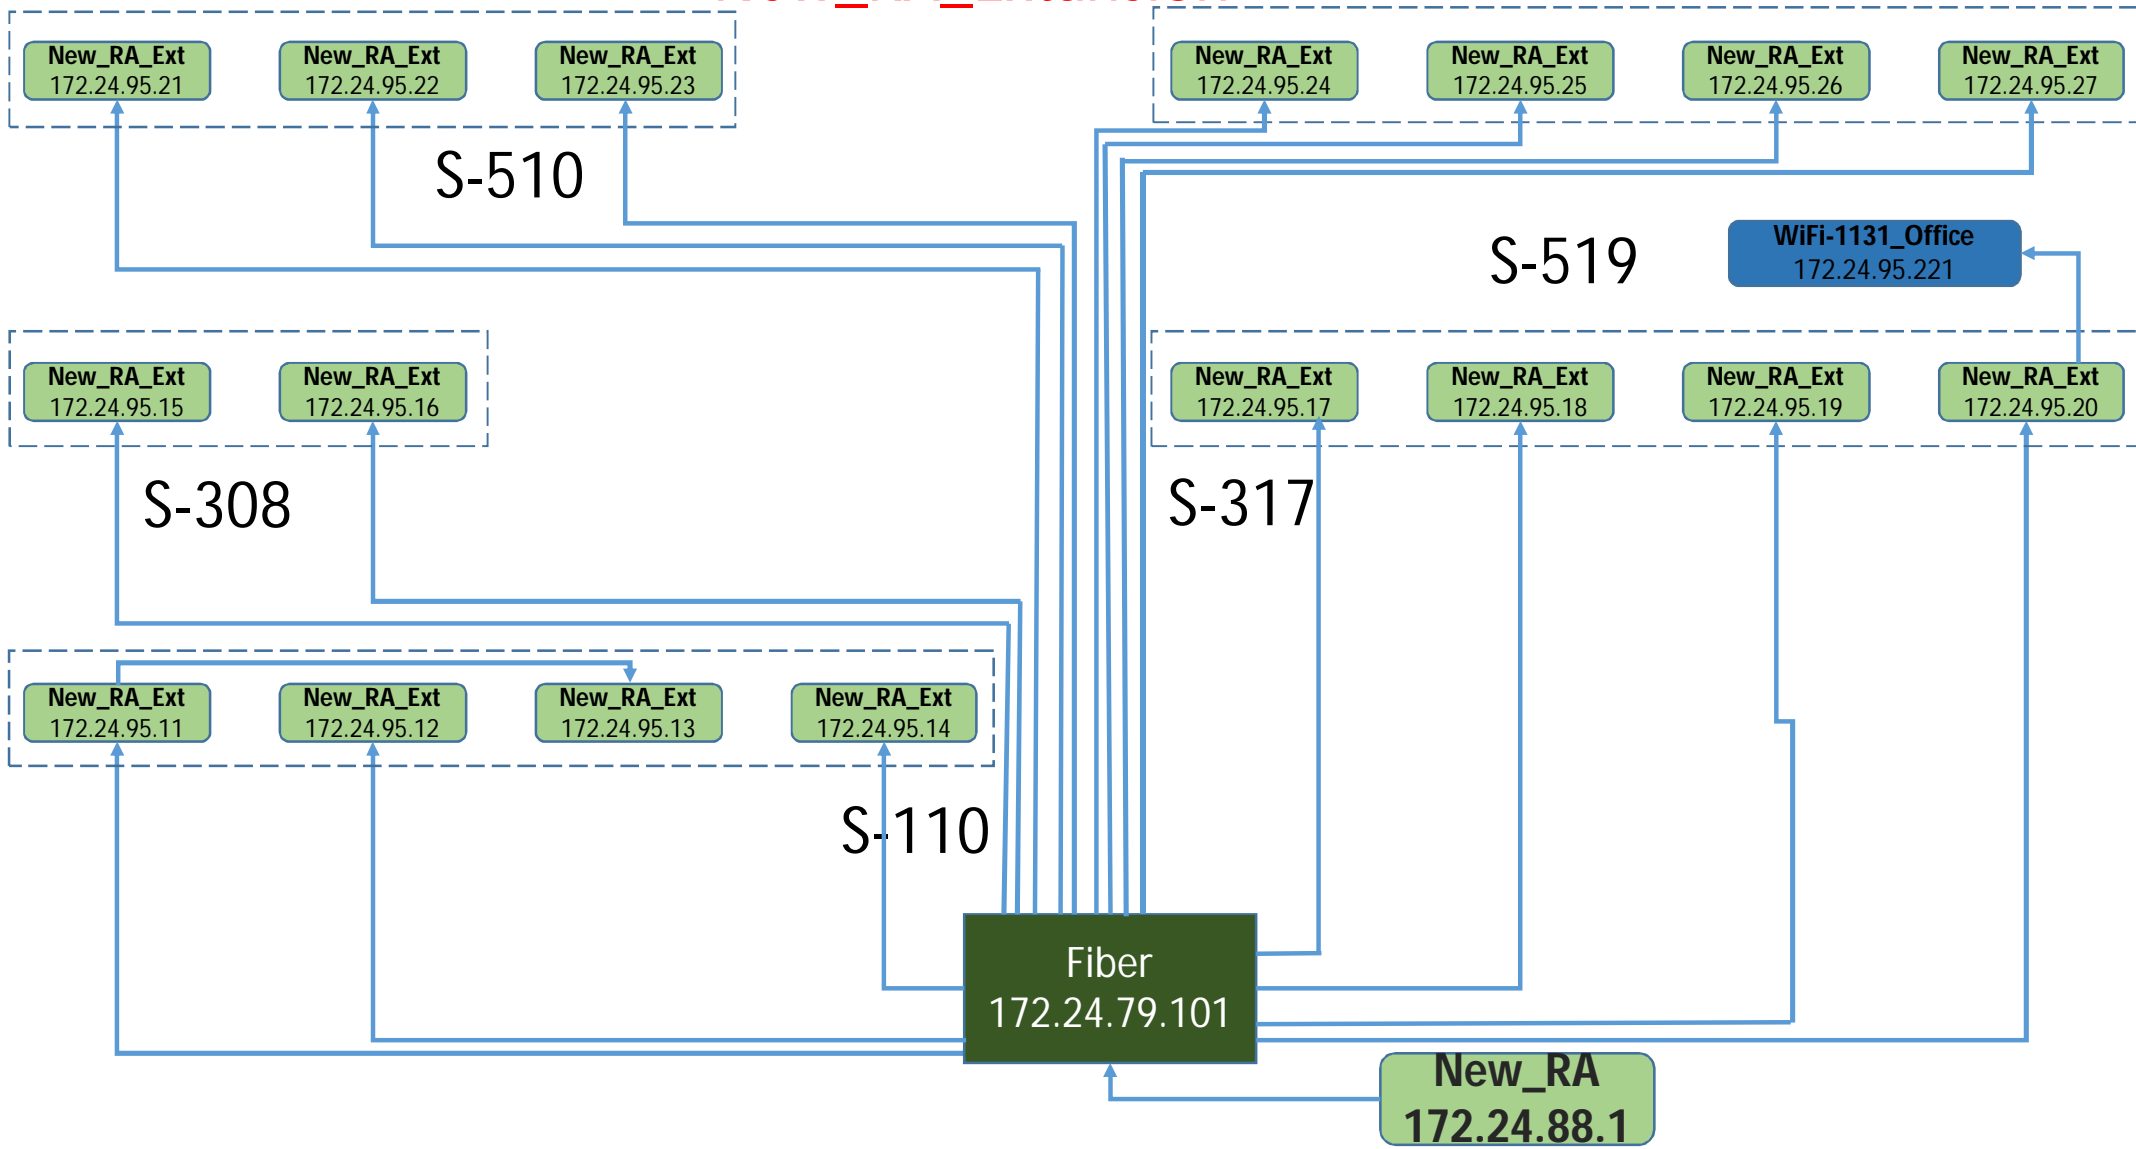 New_RA_Ext
172.24.95.21
New_RA_Ext
172.24.95.22
New_RA_Ext
172.24.95.23
New_RA_Ext
172.24.95.24
New_RA_Ext
172.24.95.25
New_RA_Ext
172.24.95.26
New_RA_Ext
172.24.95.27
S-510
S-519
WiFi-1131_Office
172.24.95.221
New_RA_Ext
172.24.95.15
New_RA_Ext
172.24.95.16
New_RA_Ext
172.24.95.17
New_RA_Ext
172.24.95.18
New_RA_Ext
172.24.95.19
New_RA_Ext
172.24.95.20
S-308
S-317
New_RA_Ext
172.24.95.11
New_RA_Ext
172.24.95.12
New_RA_Ext
172.24.95.13
New_RA_Ext
172.24.95.14
S-110
Fiber
172.24.79.101
New_RA
172.24.88.1